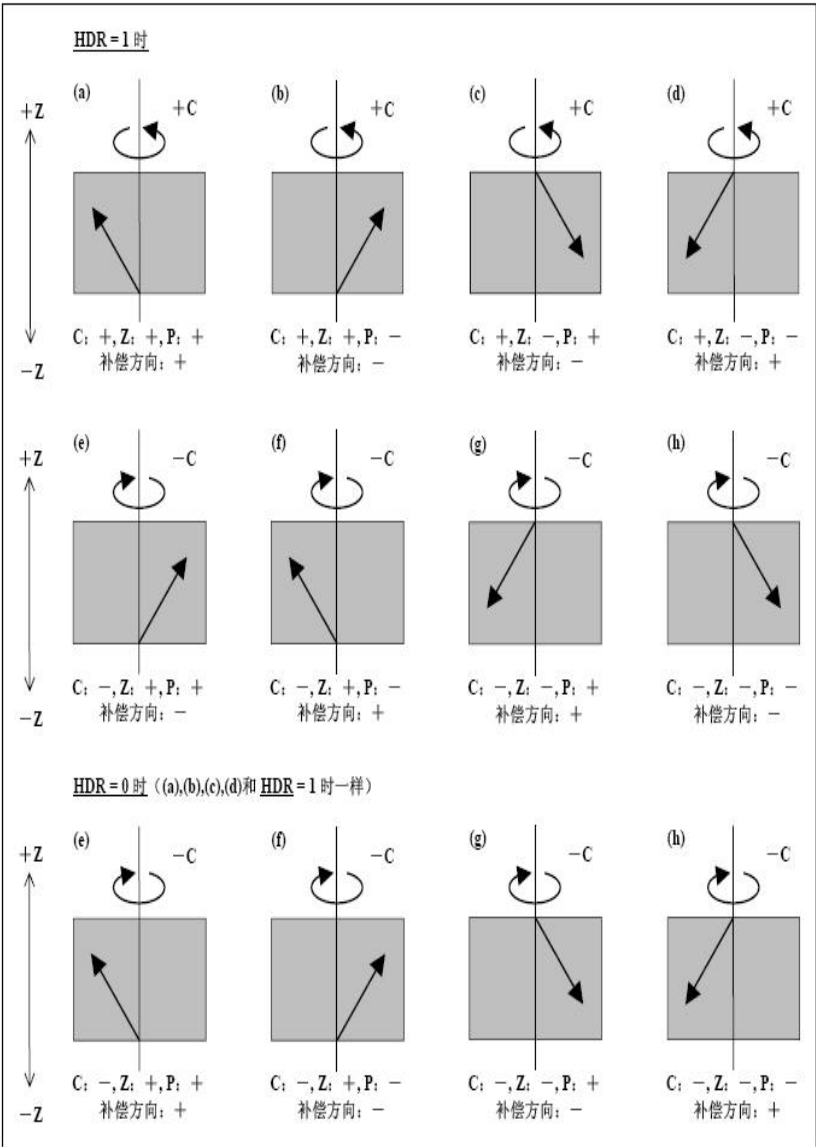 HDR = 1 时
(a) (b) (c) (d)
+Z +C +C +C +C
C: +, Z: +, P: + C: +, Z: +, P: − C: +, Z: −, P: + C: +, Z: −, P: −
−Z 补偿方向: + 补偿方向: − 补偿方向: − 补偿方向: +
(e) (f) (g) (h)
+Z −C −C −C −C
C: −, Z: +, P: + C: −, Z: +, P: − C: −, Z: −, P: + C: −, Z: −, P: −
−Z 补偿方向: − 补偿方向: + 补偿方向: + 补偿方向: −
HDR = 0 时（(a),(b),(c),(d)和 HDR = 1 时一样）
(e) (f) (g) (h)
+Z −C −C −C −C
C: −, Z: +, P: + C: −, Z: +, P: − C: −, Z: −, P: + C: −, Z: −, P: −
−Z 补偿方向: + 补偿方向: − 补偿方向: − 补偿方向: +